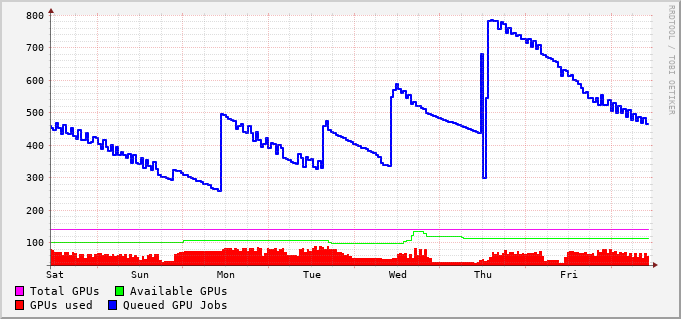 800
700
600
500
400
300
200
100
Sat Sun Mon Tue Wed Thu Fri
Total GPUs Available GPUs
GPUs used Queued GPU Jobs
RRDTOOL / TOBI OETIKER